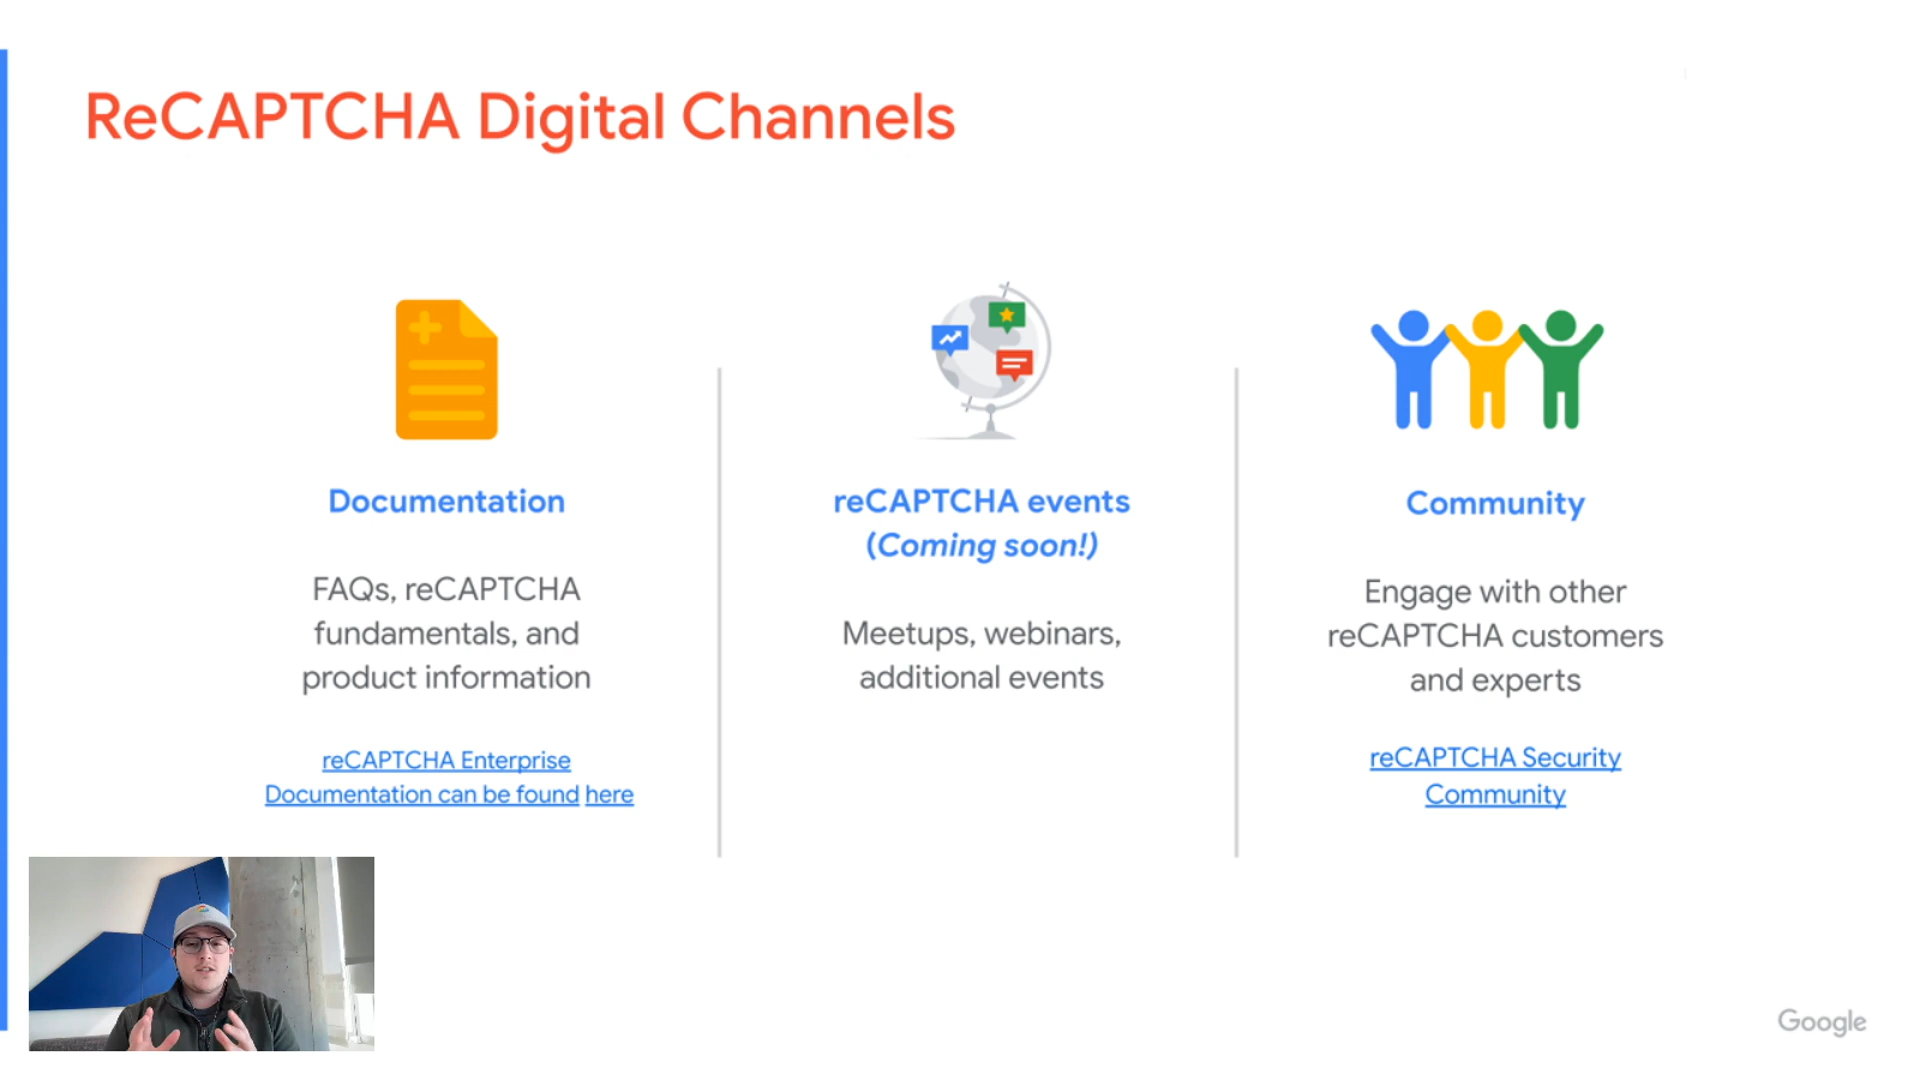 ReCAPTCHA Digital Channels
Documentation
FAQs, reCAPTCHA
fundamentals, and
product information
reCAPTCHA Enterprise
Documentation can be found here
reCAPTCHA events
(Coming soon!)
Meetups, webinars,
additional events
Community
Engage with other
reCAPTCHA customers
and experts
reCAPTCHA Security
Community
Google